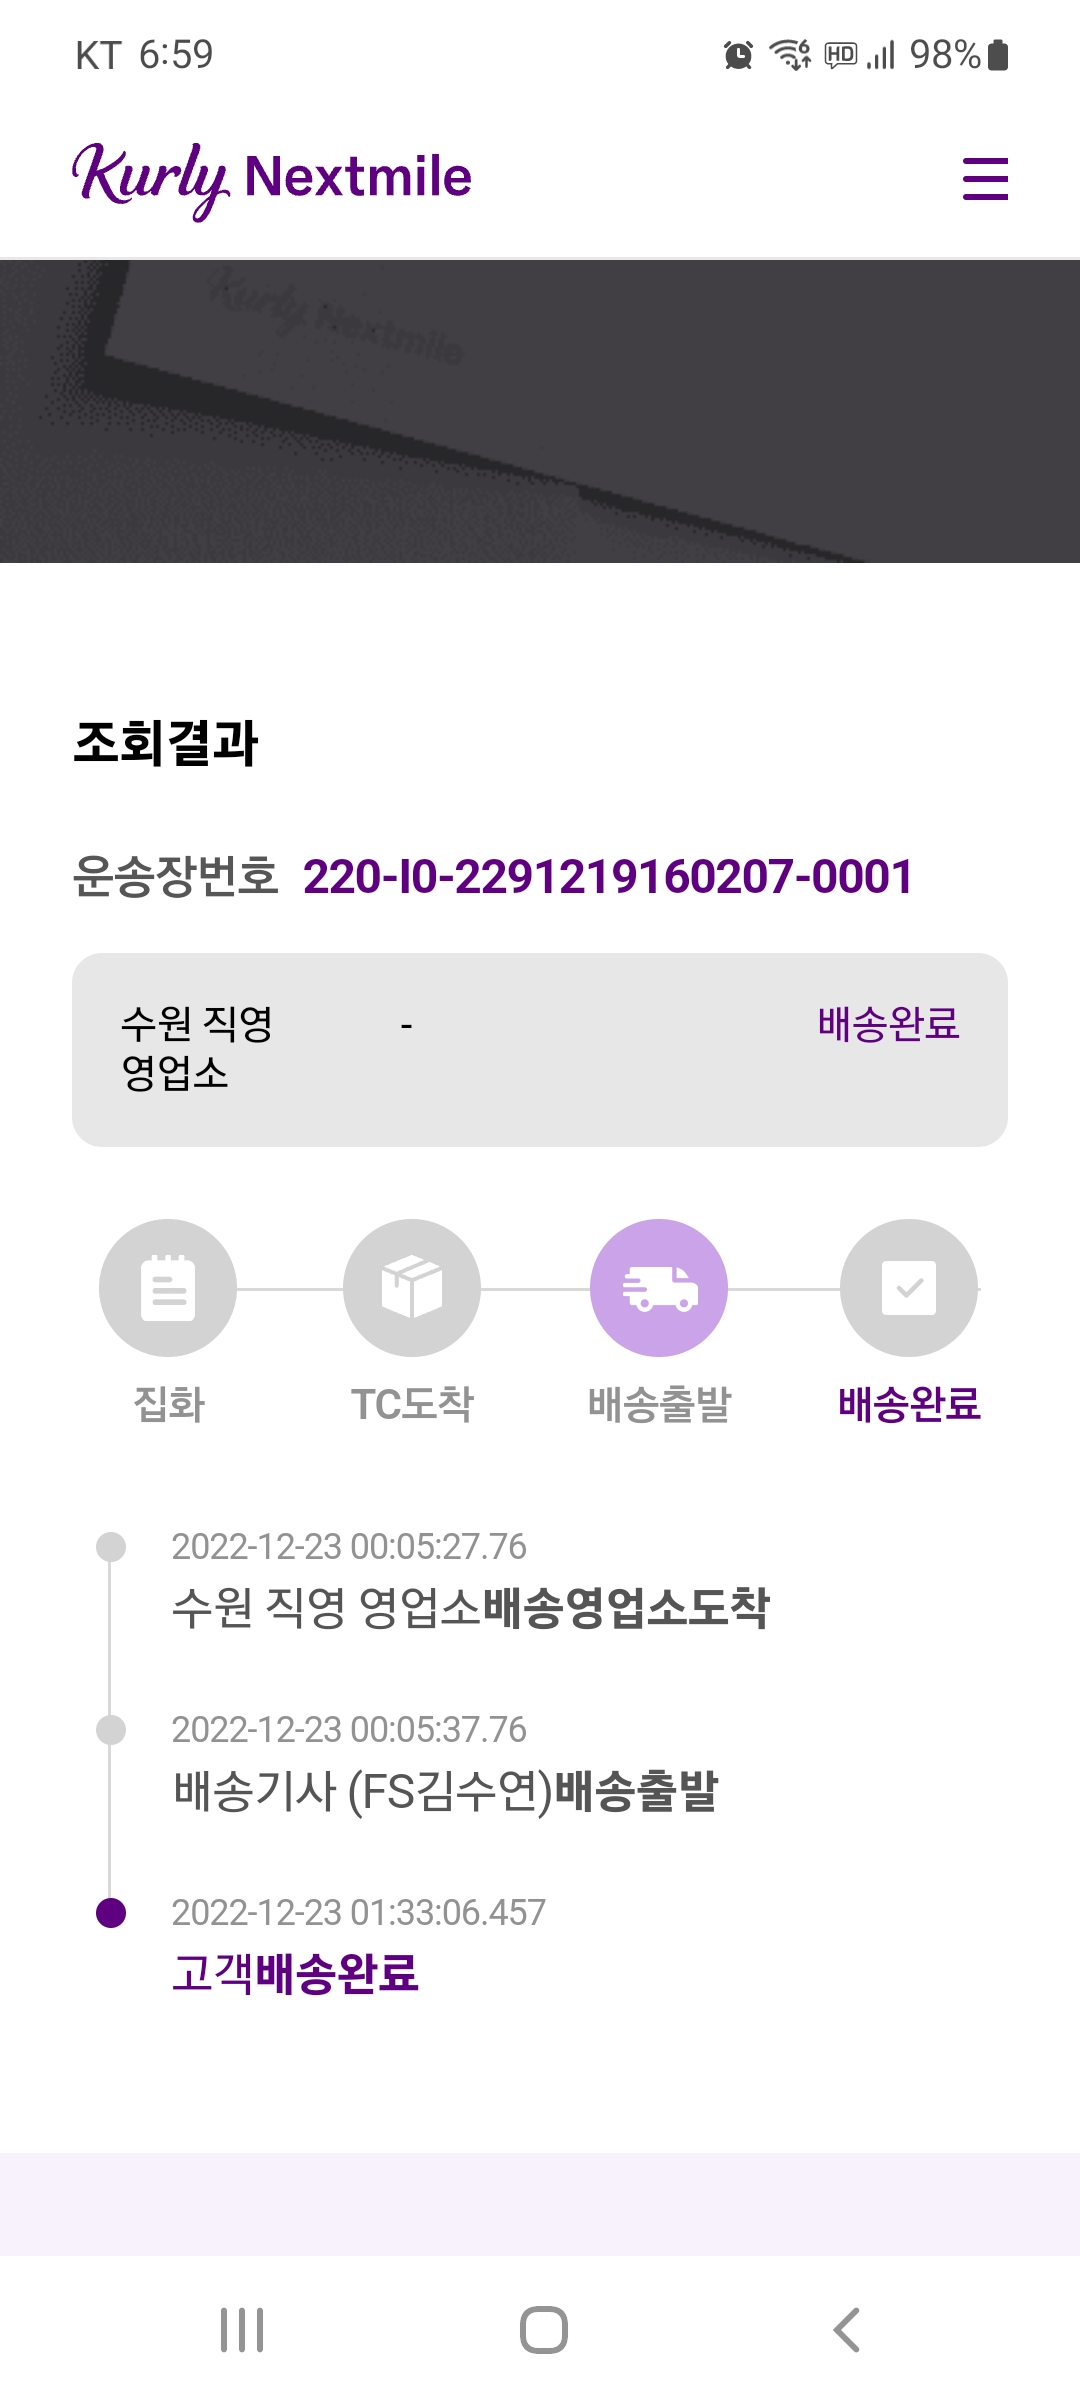 KT 6:59
HD 98%
Kurly Nextmile
Kurly Nextmile
조회결과
운송장번호 220-I0-2291219160207-0001
수원 직영 - 배송완료
영업소
집화 TC도착 배송출발 배송완료
2022-12-23 00:05:27.76
수원 직영 영업소배송영업소도착
2022-12-23 00:05:37.76
배송기사 (FS김수연)배송출발
2022-12-23 01:33:06.457
고객배송완료